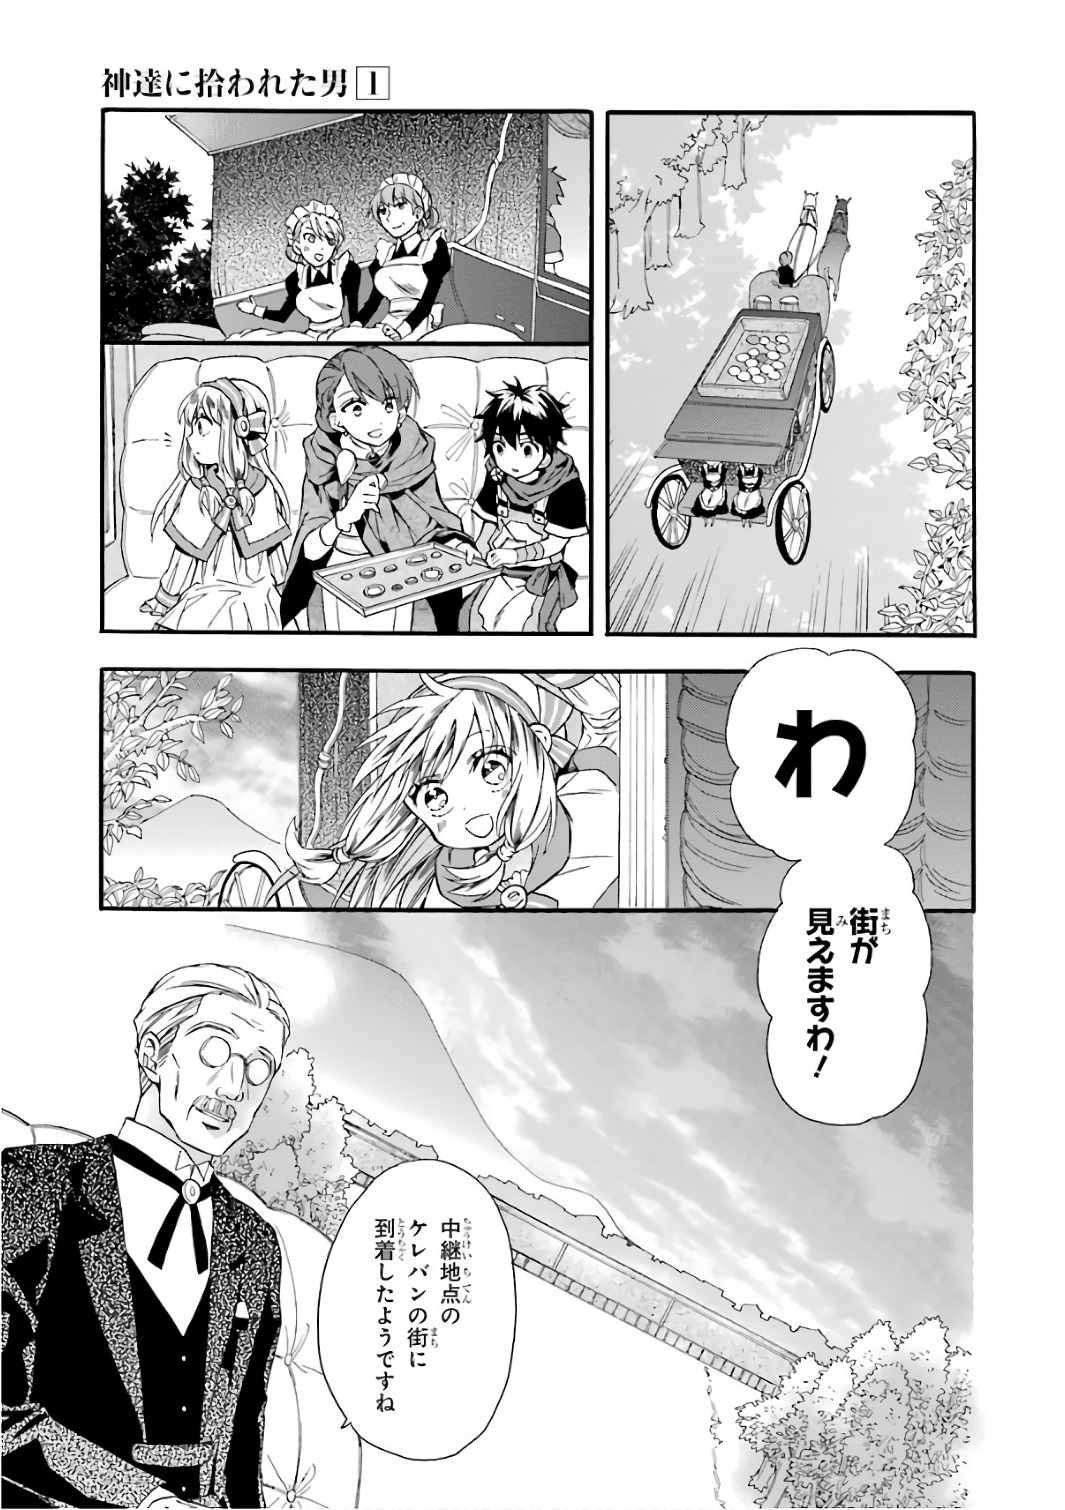 神達に拾われた男 1
わ
街が
見えますわ！
中継地点の
ケレバンの街に
到着したようですね